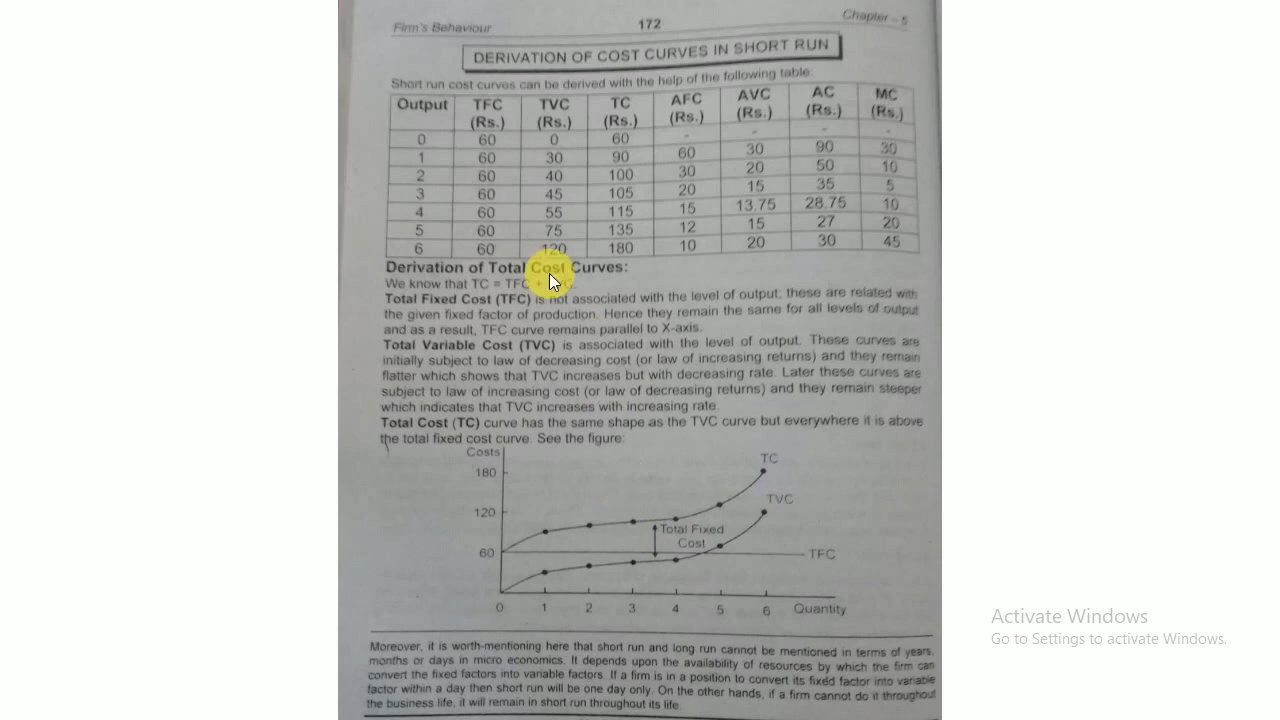 Firm's Behaviour 172 Chapter - 5
DERIVATION OF COST CURVES IN SHORT RUN
Short run cost curves can be derived with the help of the following table:
Output TFC (Rs.) TVC (Rs.) TC (Rs.) AFC (Rs.) AVC (Rs.) AC (Rs.) MC (Rs.)
0 60 0 60 - - - -
1 60 30 90 60 30 90 30
2 60 40 100 30 20 50 10
3 60 45 105 20 15 35 5
4 60 55 115 15 13.75 28.75 10
5 60 75 135 12 15 27 20
6 60 120 180 10 20 30 45
Derivation of Total Cost Curves:
We know that TC = TFC +
Total Fixed Cost (TFC) is not associated with the level of output; these are related with
the given fixed factor of production. Hence they remain the same for all levels of output
and as a result, TFC curve remains parallel to X-axis.
Total Variable Cost (TVC) is associated with the level of output. These curves are
initially subject to law of decreasing cost (or law of increasing returns) and they remain
flatter which shows that TVC increases but with decreasing rate. Later these curves are
subject to law of increasing cost (or law of decreasing returns) and they remain steeper
which indicates that TVC increases with increasing rate.
Total Cost (TC) curve has the same shape as the TVC curve but everywhere it is above
the total fixed cost curve. See the figure:
Costs
TC
180
TVC
120
Total Fixed
Cost
60
TFC
0 1 2 3 4 5 6 Quantity
Moreover, it is worth-mentioning here that short run and long run cannot be mentioned in terms of years,
months or days in micro economics. It depends upon the availability of resources by which the firm can
convert the fixed factors into variable factors. If a firm is in a position to convert its fixed factor into variable
factor within a day then short run will be one day only. On the other hands, if a firm cannot do it throughout
the business life, it will remain in short run throughout its life.
Activate Windows
Go to Settings to activate Windows.